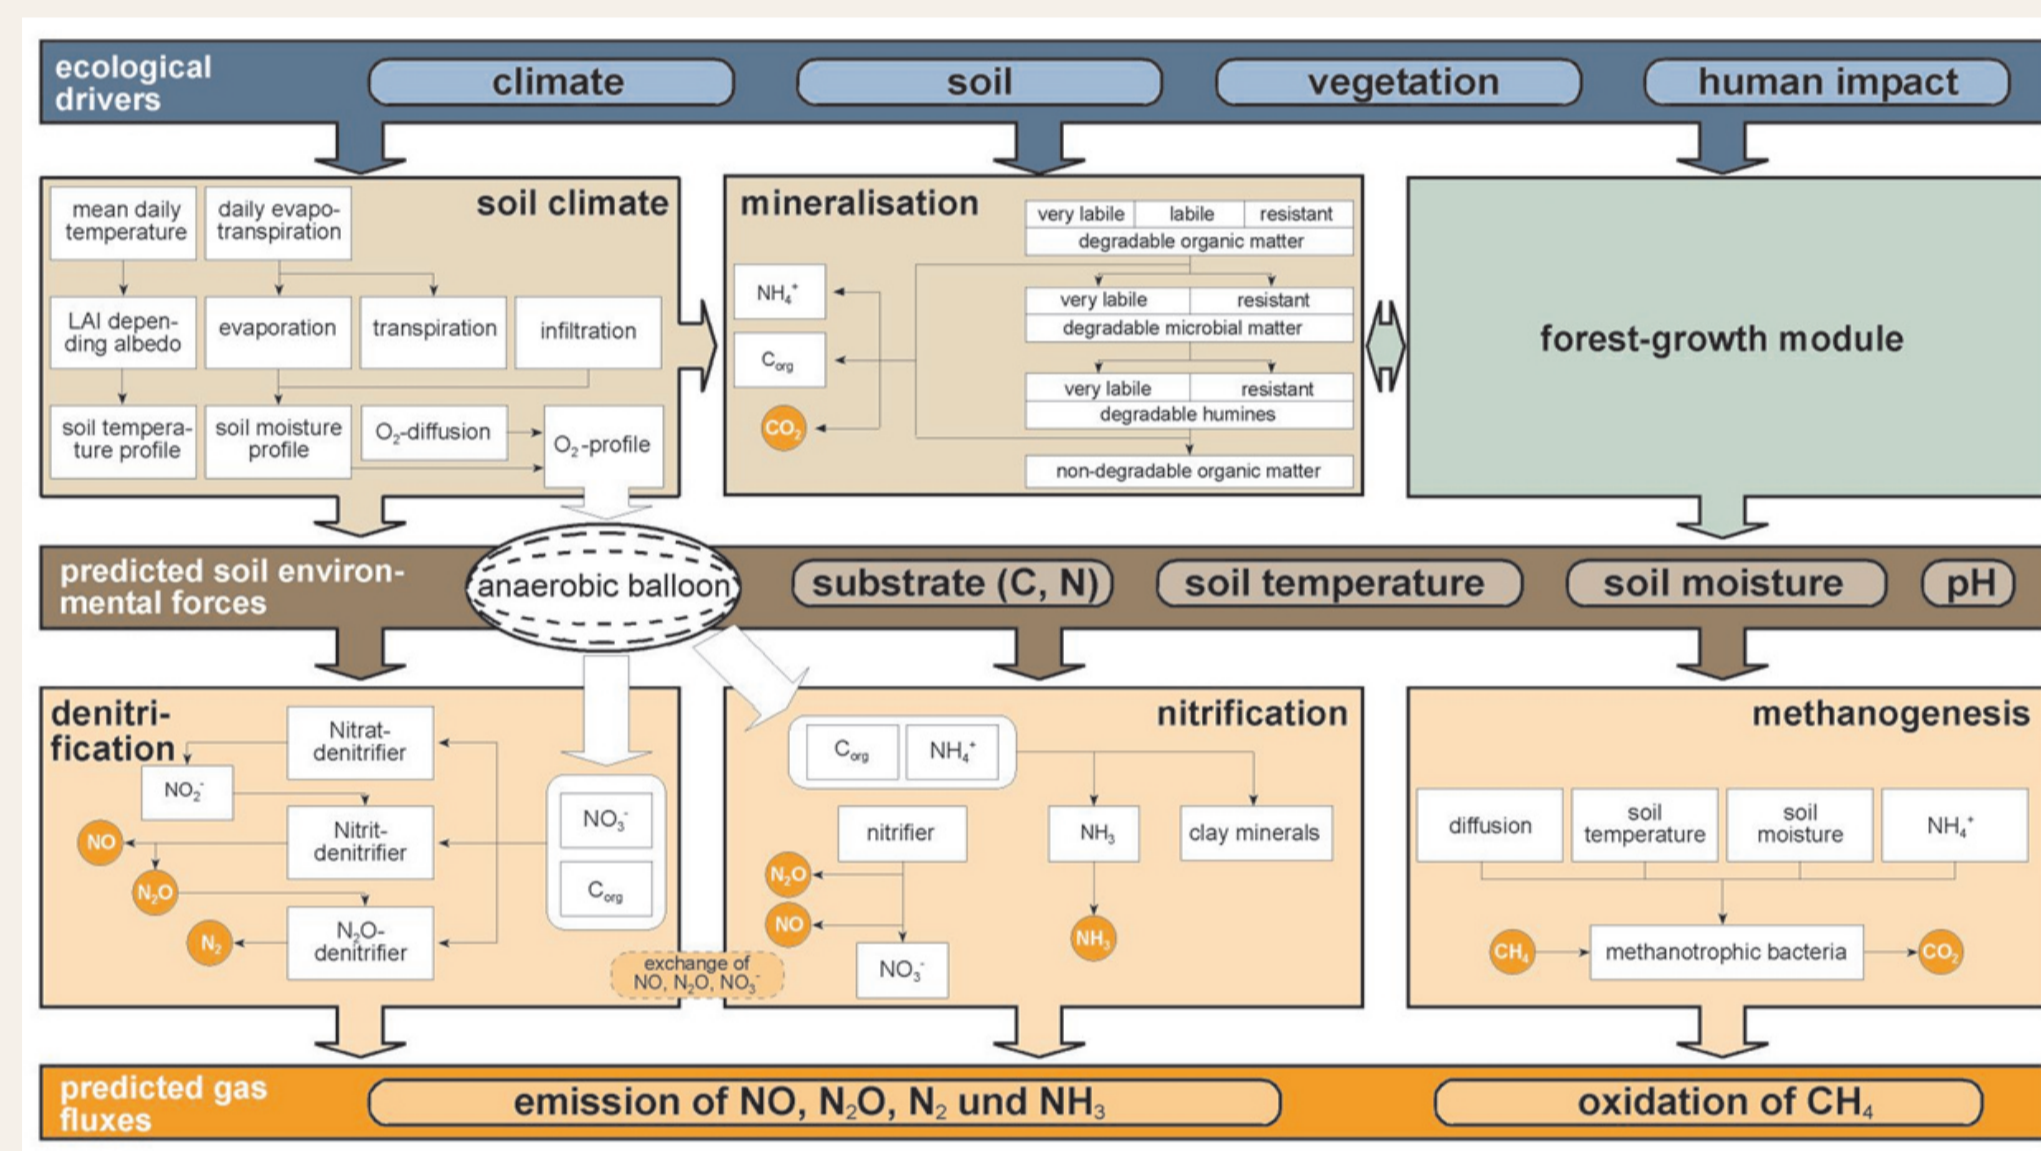 ecological
drivers
climate
soil
vegetation
human impact
mean daily
temperature
daily evapo-
transpiration
soil climate
LAI depen-
ding albedo
evaporation
transpiration
infiltration
soil tempera-
ture profile
soil moisture
profile
O₂-diffusion
O₂-profile
mineralisation
very labile
labile
resistant
degradable organic matter
NH₄⁺
very labile
resistant
degradable microbial matter
C org
very labile
resistant
degradable humines
CO₂
non-degradable organic matter
forest-growth module
predicted soil environ-
mental forces
anaerobic balloon
substrate (C, N)
soil temperature
soil moisture
pH
denitri-
fication
Nitrat-
denitrifier
NO₂⁻
Nitrit-
denitrifier
NO
N₂O
N₂O-
denitrifier
N₂
NO₃⁻
C org
exchange of
NO, N₂O, NO₃⁻
nitrification
C org
NH₄⁺
nitrifier
NH₃
clay minerals
N₂O
NO
NH₃
NO₃⁻
methanogenesis
diffusion
soil
temperature
soil
moisture
NH₄⁺
CH₄
methanotrophic bacteria
CO₂
predicted gas
fluxes
emission of NO, N₂O, N₂ und NH₃
oxidation of CH₄